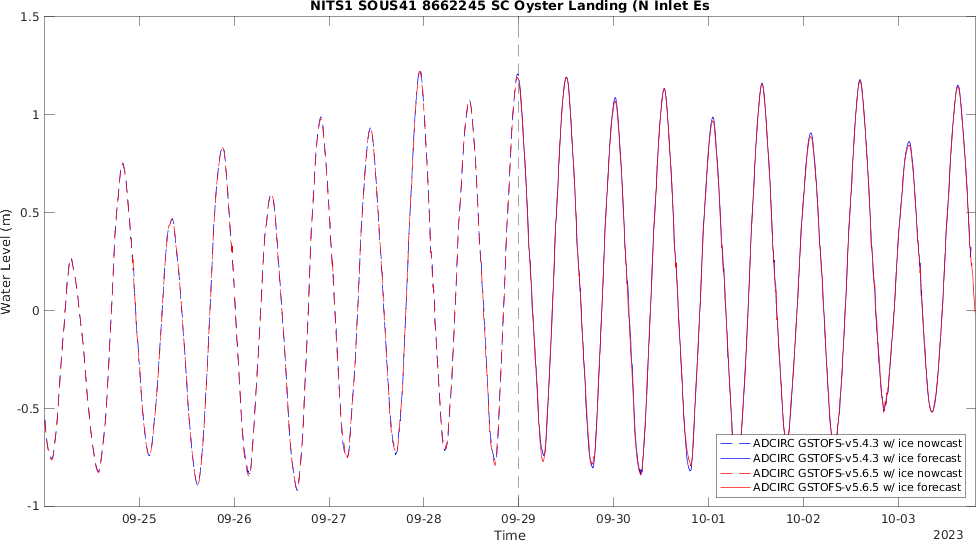 NITS1 SOUS41 8662245 SC Oyster Landing (N Inlet Es
1.5
1
0.5
0
-0.5
-1
Water Level (m)
ADCIRC GSTOFS-v5.4.3 w/ ice nowcast
ADCIRC GSTOFS-v5.4.3 w/ ice forecast
ADCIRC GSTOFS-v5.6.5 w/ ice nowcast
ADCIRC GSTOFS-v5.6.5 w/ ice forecast
09-25 09-26 09-27 09-28 09-29 09-30 10-01 10-02 10-03
Time
2023